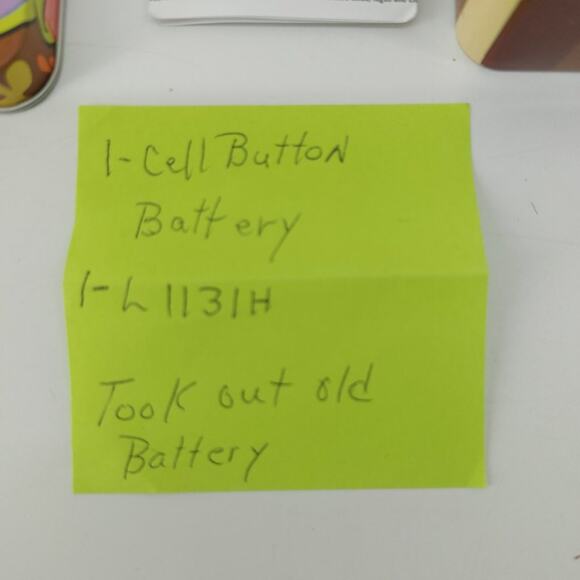 1-Cell Button
Battery
1-L1131H
Took out old
Battery